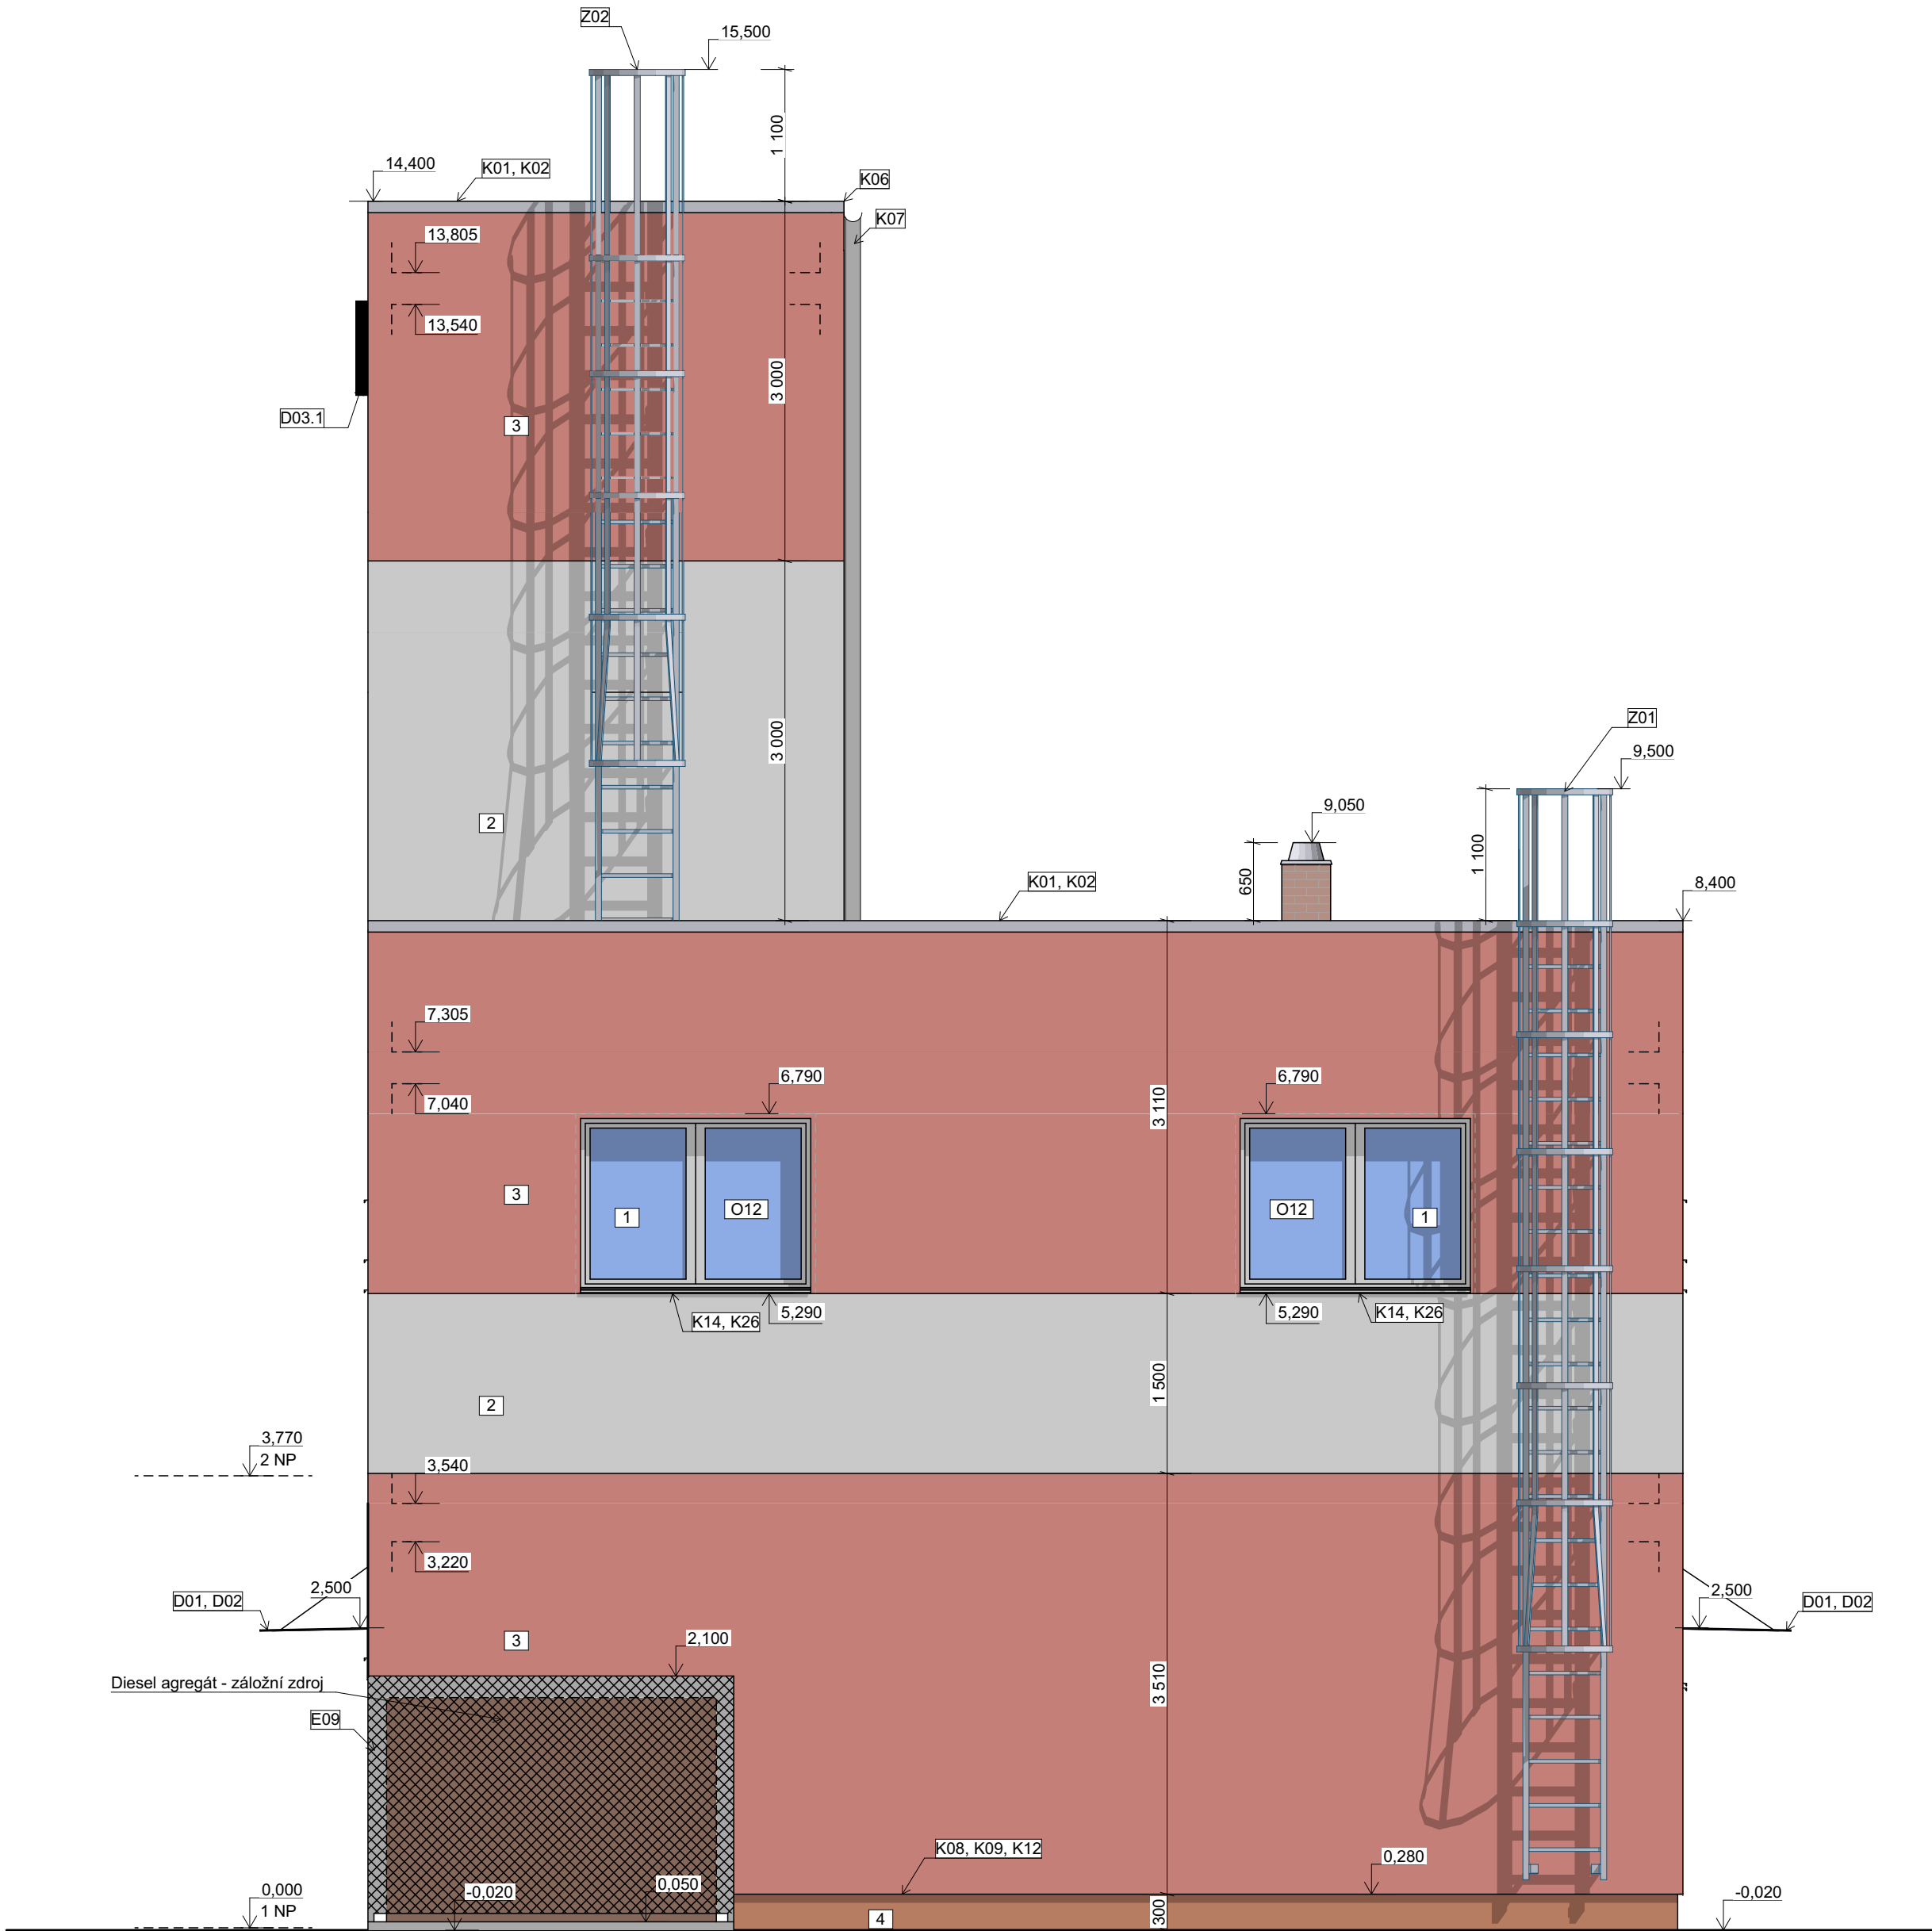 Z02
15,500
1 100
14,400
K01, K02
K06
K07
13,805
13,540
3 000
D03.1
3
3 000
Z01
9,500
9,050
2
1 100
650
K01, K02
8,400
7,305
6,790
6,790
7,040
3 110
3
1
O12
O12
1
K14, K26
5,290
5,290
K14, K26
1 500
2
3,770
2 NP
3,540
3,220
2,500
D01, D02
2,500
D01, D02
3
2,100
Diesel agregát - záložní zdroj
E09
3 510
K08, K09, K12
0,280
0,050
-0,020
0,000
1 NP
-0,020
300
4